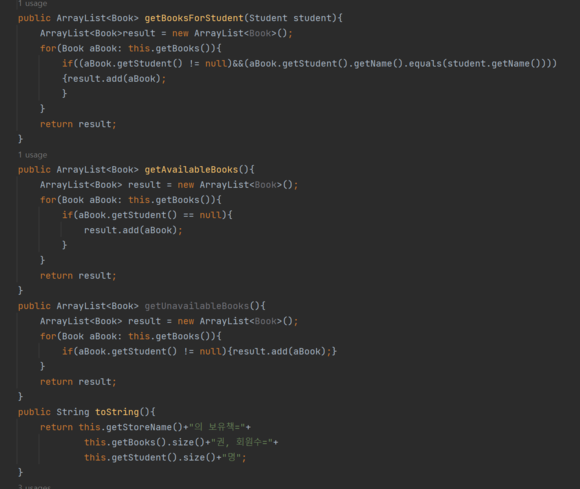 1 usage
public ArrayList<Book> getBooksForStudent(Student student){
ArrayList<Book>result = new ArrayList<Book>();
for(Book aBook: this.getBooks()){
if((aBook.getStudent() != null)&&(aBook.getStudent().getName().equals(student.getName())))
{result.add(aBook);
}
}
return result;
}
1 usage
public ArrayList<Book> getAvailableBooks(){
ArrayList<Book> result = new ArrayList<Book>();
for(Book aBook: this.getBooks()){
if(aBook.getStudent() == null){
result.add(aBook);
}
}
return result;
}
public ArrayList<Book> getUnavailableBooks(){
ArrayList<Book> result = new ArrayList<Book>();
for(Book aBook: this.getBooks()){
if(aBook.getStudent() != null){result.add(aBook);}
}
return result;
}
public String toString(){
return this.getStoreName()+"의 보유책="+
this.getBooks().size()+"권, 회원수="+
this.getStudent().size()+"명";
}
3 usages